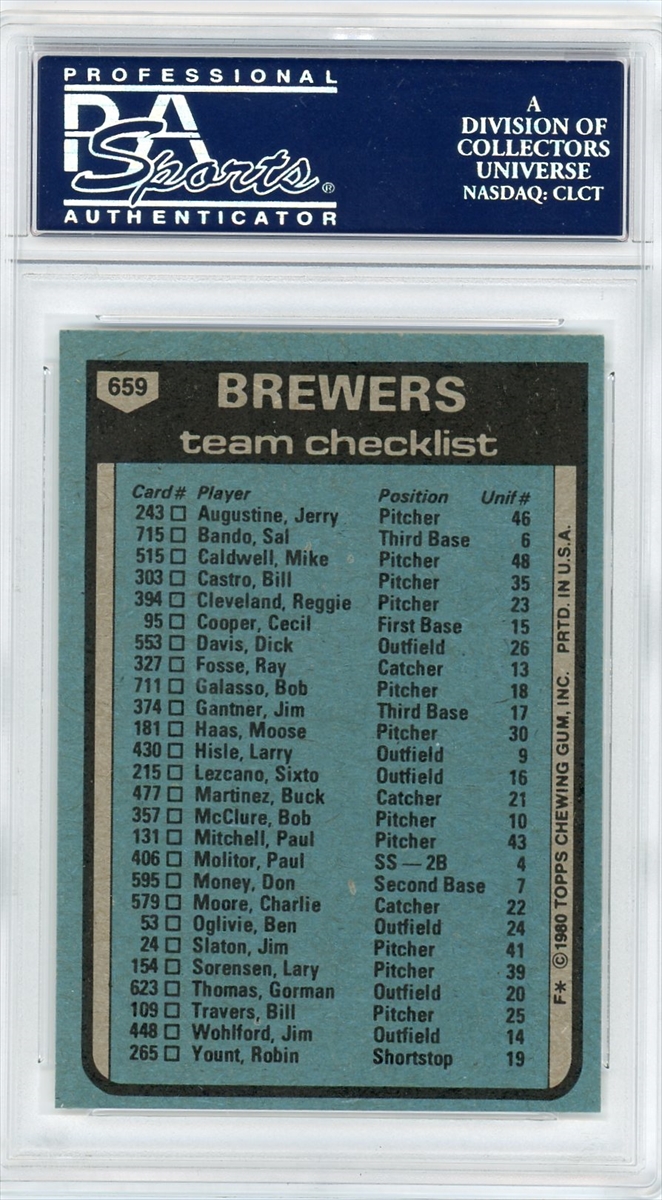 PROFESSIONAL
PSA
Sports®
AUTHENTICATOR
A
DIVISION OF
COLLECTORS
UNIVERSE
NASDAQ: CLCT
659
BREWERS
team checklist
Card# Player Position Unif#
243 Augustine, Jerry Pitcher 46
715 Bando, Sal Third Base 6
515 Caldwell, Mike Pitcher 48
303 Castro, Bill Pitcher 35
394 Cleveland, Reggie Pitcher 23
95 Cooper, Cecil First Base 15
553 Davis, Dick Outfield 26
327 Fosse, Ray Catcher 13
711 Galasso, Bob Pitcher 18
374 Gantner, Jim Third Base 17
181 Haas, Moose Pitcher 30
430 Hisle, Larry Outfield 9
215 Lezcano, Sixto Outfield 16
477 Martinez, Buck Catcher 21
357 McClure, Bob Pitcher 10
131 Mitchell, Paul Pitcher 43
406 Molitor, Paul SS — 2B 4
595 Money, Don Second Base 7
579 Moore, Charlie Catcher 22
53 Oglivie, Ben Outfield 24
24 Slaton, Jim Pitcher 41
154 Sorensen, Lary Pitcher 39
623 Thomas, Gorman Outfield 20
109 Travers, Bill Pitcher 25
448 Wohlford, Jim Outfield 14
265 Yount, Robin Shortstop 19
F* ©1980 TOPPS CHEWING GUM, INC. PRTD. IN U.S.A.